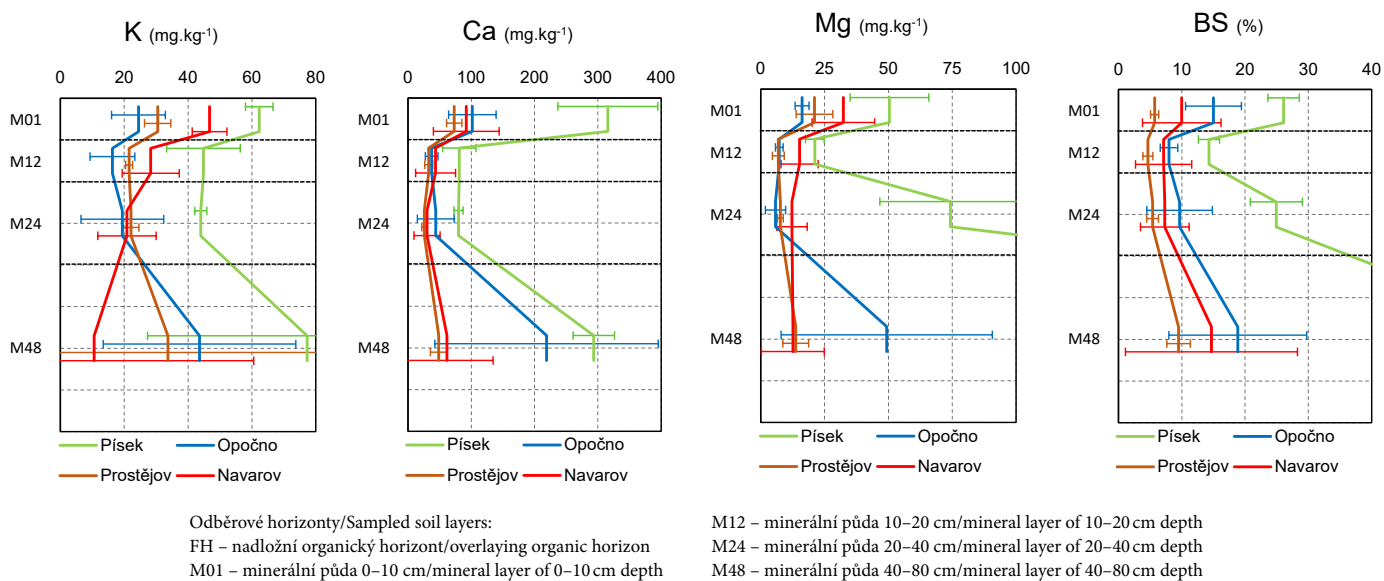 K (mg.kg⁻¹)
0 20 40 60 80
M01
M12
M24
M48
Písek Opočno
Prostějov Navarov
Ca (mg.kg⁻¹)
0 100 200 300 400
M01
M12
M24
M48
Písek Opočno
Prostějov Navarov
Mg (mg.kg⁻¹)
0 25 50 75 100
M01
M12
M24
M48
Písek Opočno
Prostějov Navarov
BS (%)
0 10 20 30 40
M01
M12
M24
M48
Písek Opočno
Prostějov Navarov
Odběrové horizonty/Sampled soil layers:
FH – nadložní organický horizont/overlaying organic horizon
M01 – minerální půda 0–10 cm/mineral layer of 0–10 cm depth
M12 – minerální půda 10–20 cm/mineral layer of 10–20 cm depth
M24 – minerální půda 20–40 cm/mineral layer of 20–40 cm depth
M48 – minerální půda 40–80 cm/mineral layer of 40–80 cm depth